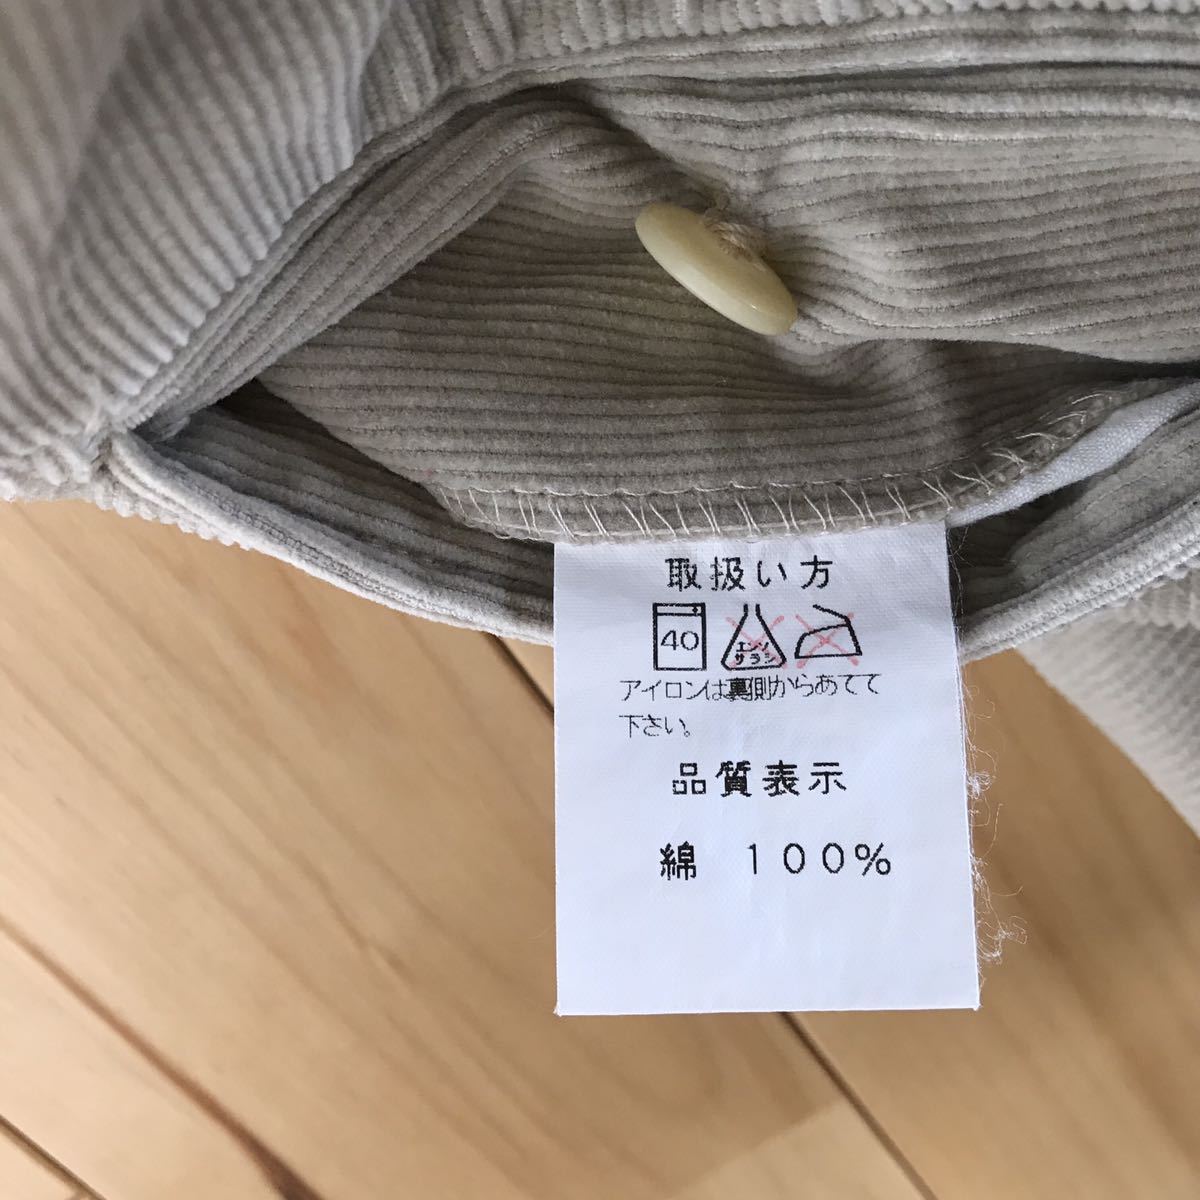 取扱い方
40
エンソ
サラシ
アイロンは裏側からあてて
下さい。
品質表示
綿 100%